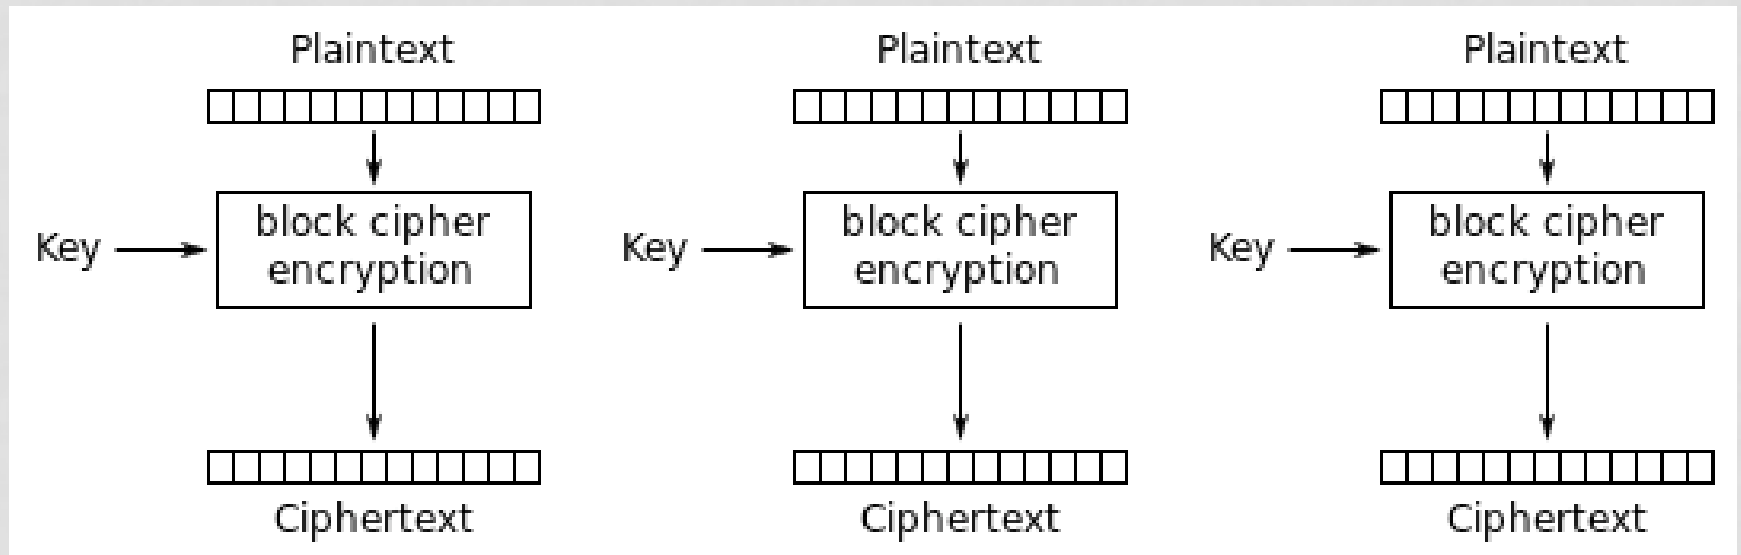 Plaintext Plaintext Plaintext
block cipher block cipher block cipher
Key Key Key
encryption encryption encryption
Ciphertext Ciphertext Ciphertext